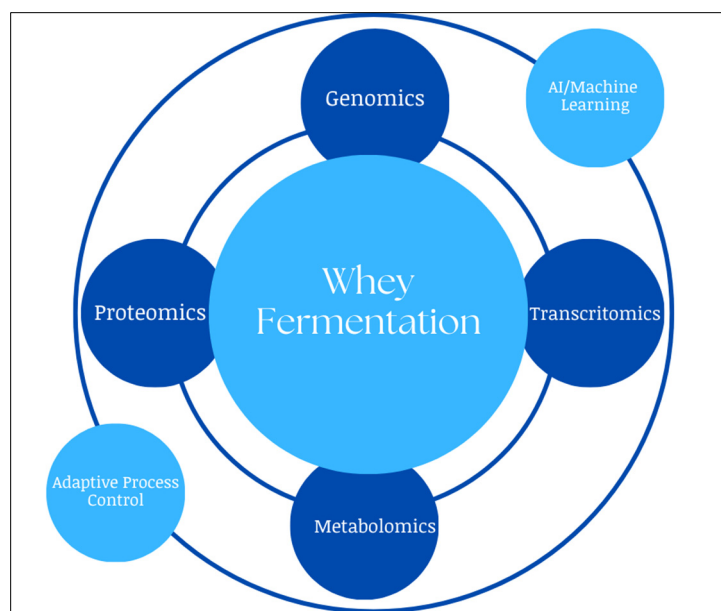 Genomics
AI/Machine
Learning
Whey
Fermentation
Proteomics
Transcritomics
Adaptive Process
Control
Metabolomics